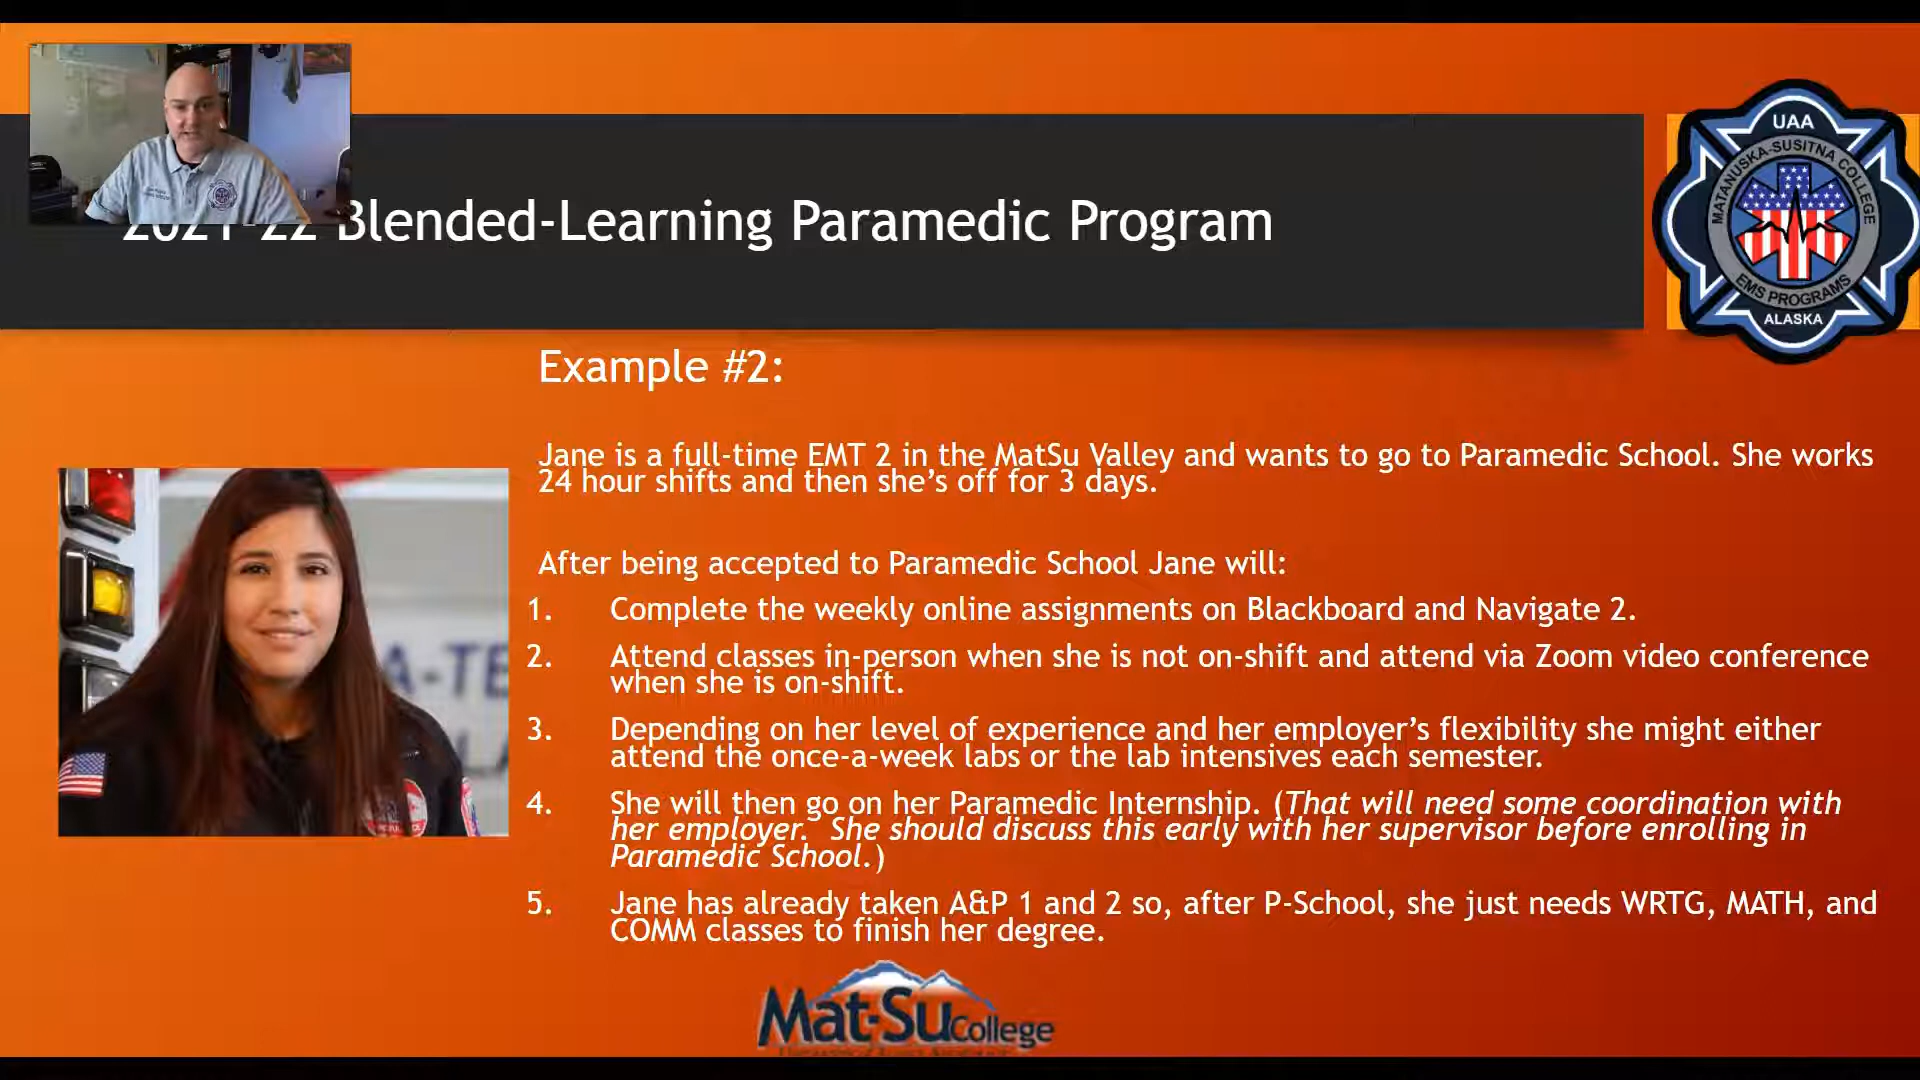 2021-22 Blended-Learning Paramedic Program
UAA
MATANUSKA-SUSITNA COLLEGE
EMS PROGRAMS
ALASKA
Example #2:
Jane is a full-time EMT 2 in the MatSu Valley and wants to go to Paramedic School. She works
24 hour shifts and then she’s off for 3 days.
After being accepted to Paramedic School Jane will:
1. Complete the weekly online assignments on Blackboard and Navigate 2.
2. Attend classes in-person when she is not on-shift and attend via Zoom video conference
when she is on-shift.
3. Depending on her level of experience and her employer’s flexibility she might either
attend the once-a-week labs or the lab intensives each semester.
4. She will then go on her Paramedic Internship. (That will need some coordination with
her employer. She should discuss this early with her supervisor before enrolling in
Paramedic School.)
5. Jane has already taken A&P 1 and 2 so, after P-School, she just needs WRTG, MATH, and
COMM classes to finish her degree.
A-TE
Mat-Su College